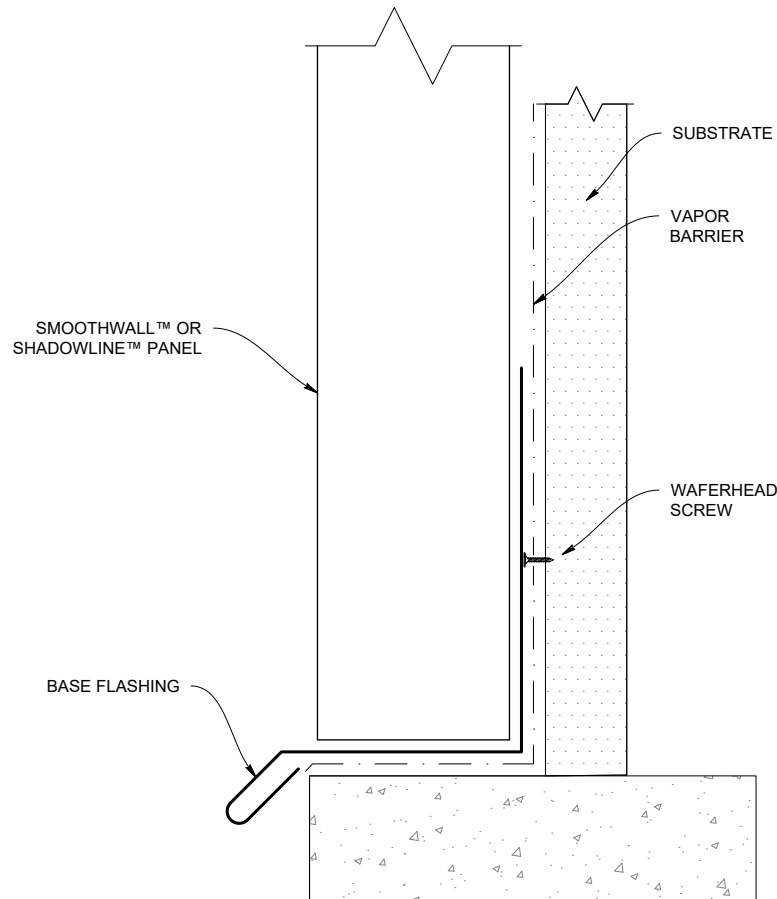 SUBSTRATE
VAPOR
BARRIER
SMOOTHWALL™ OR
SHADOWLINE™ PANEL
WAFERHEAD
SCREW
BASE FLASHING